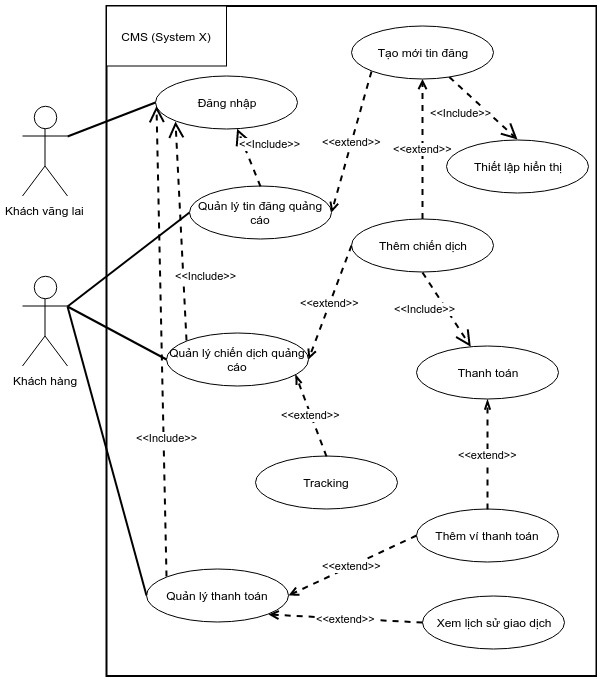 CMS (System X)
Tạo mới tin đăng
Đăng nhập
<<Include>>
<<Include>>
<<extend>>
<<extend>>
Thiết lập hiển thị
Khách vãng lai
Quản lý tin đăng quảng
cáo
Thêm chiến dịch
<<Include>>
<<extend>>
<<Include>>
Khách hàng
Quản lý chiến dịch quảng
cáo
Thanh toán
<<extend>>
<<Include>>
<<extend>>
Tracking
Thêm ví thanh toán
<<extend>>
Quản lý thanh toán
<<extend>>
Xem lịch sử giao dịch